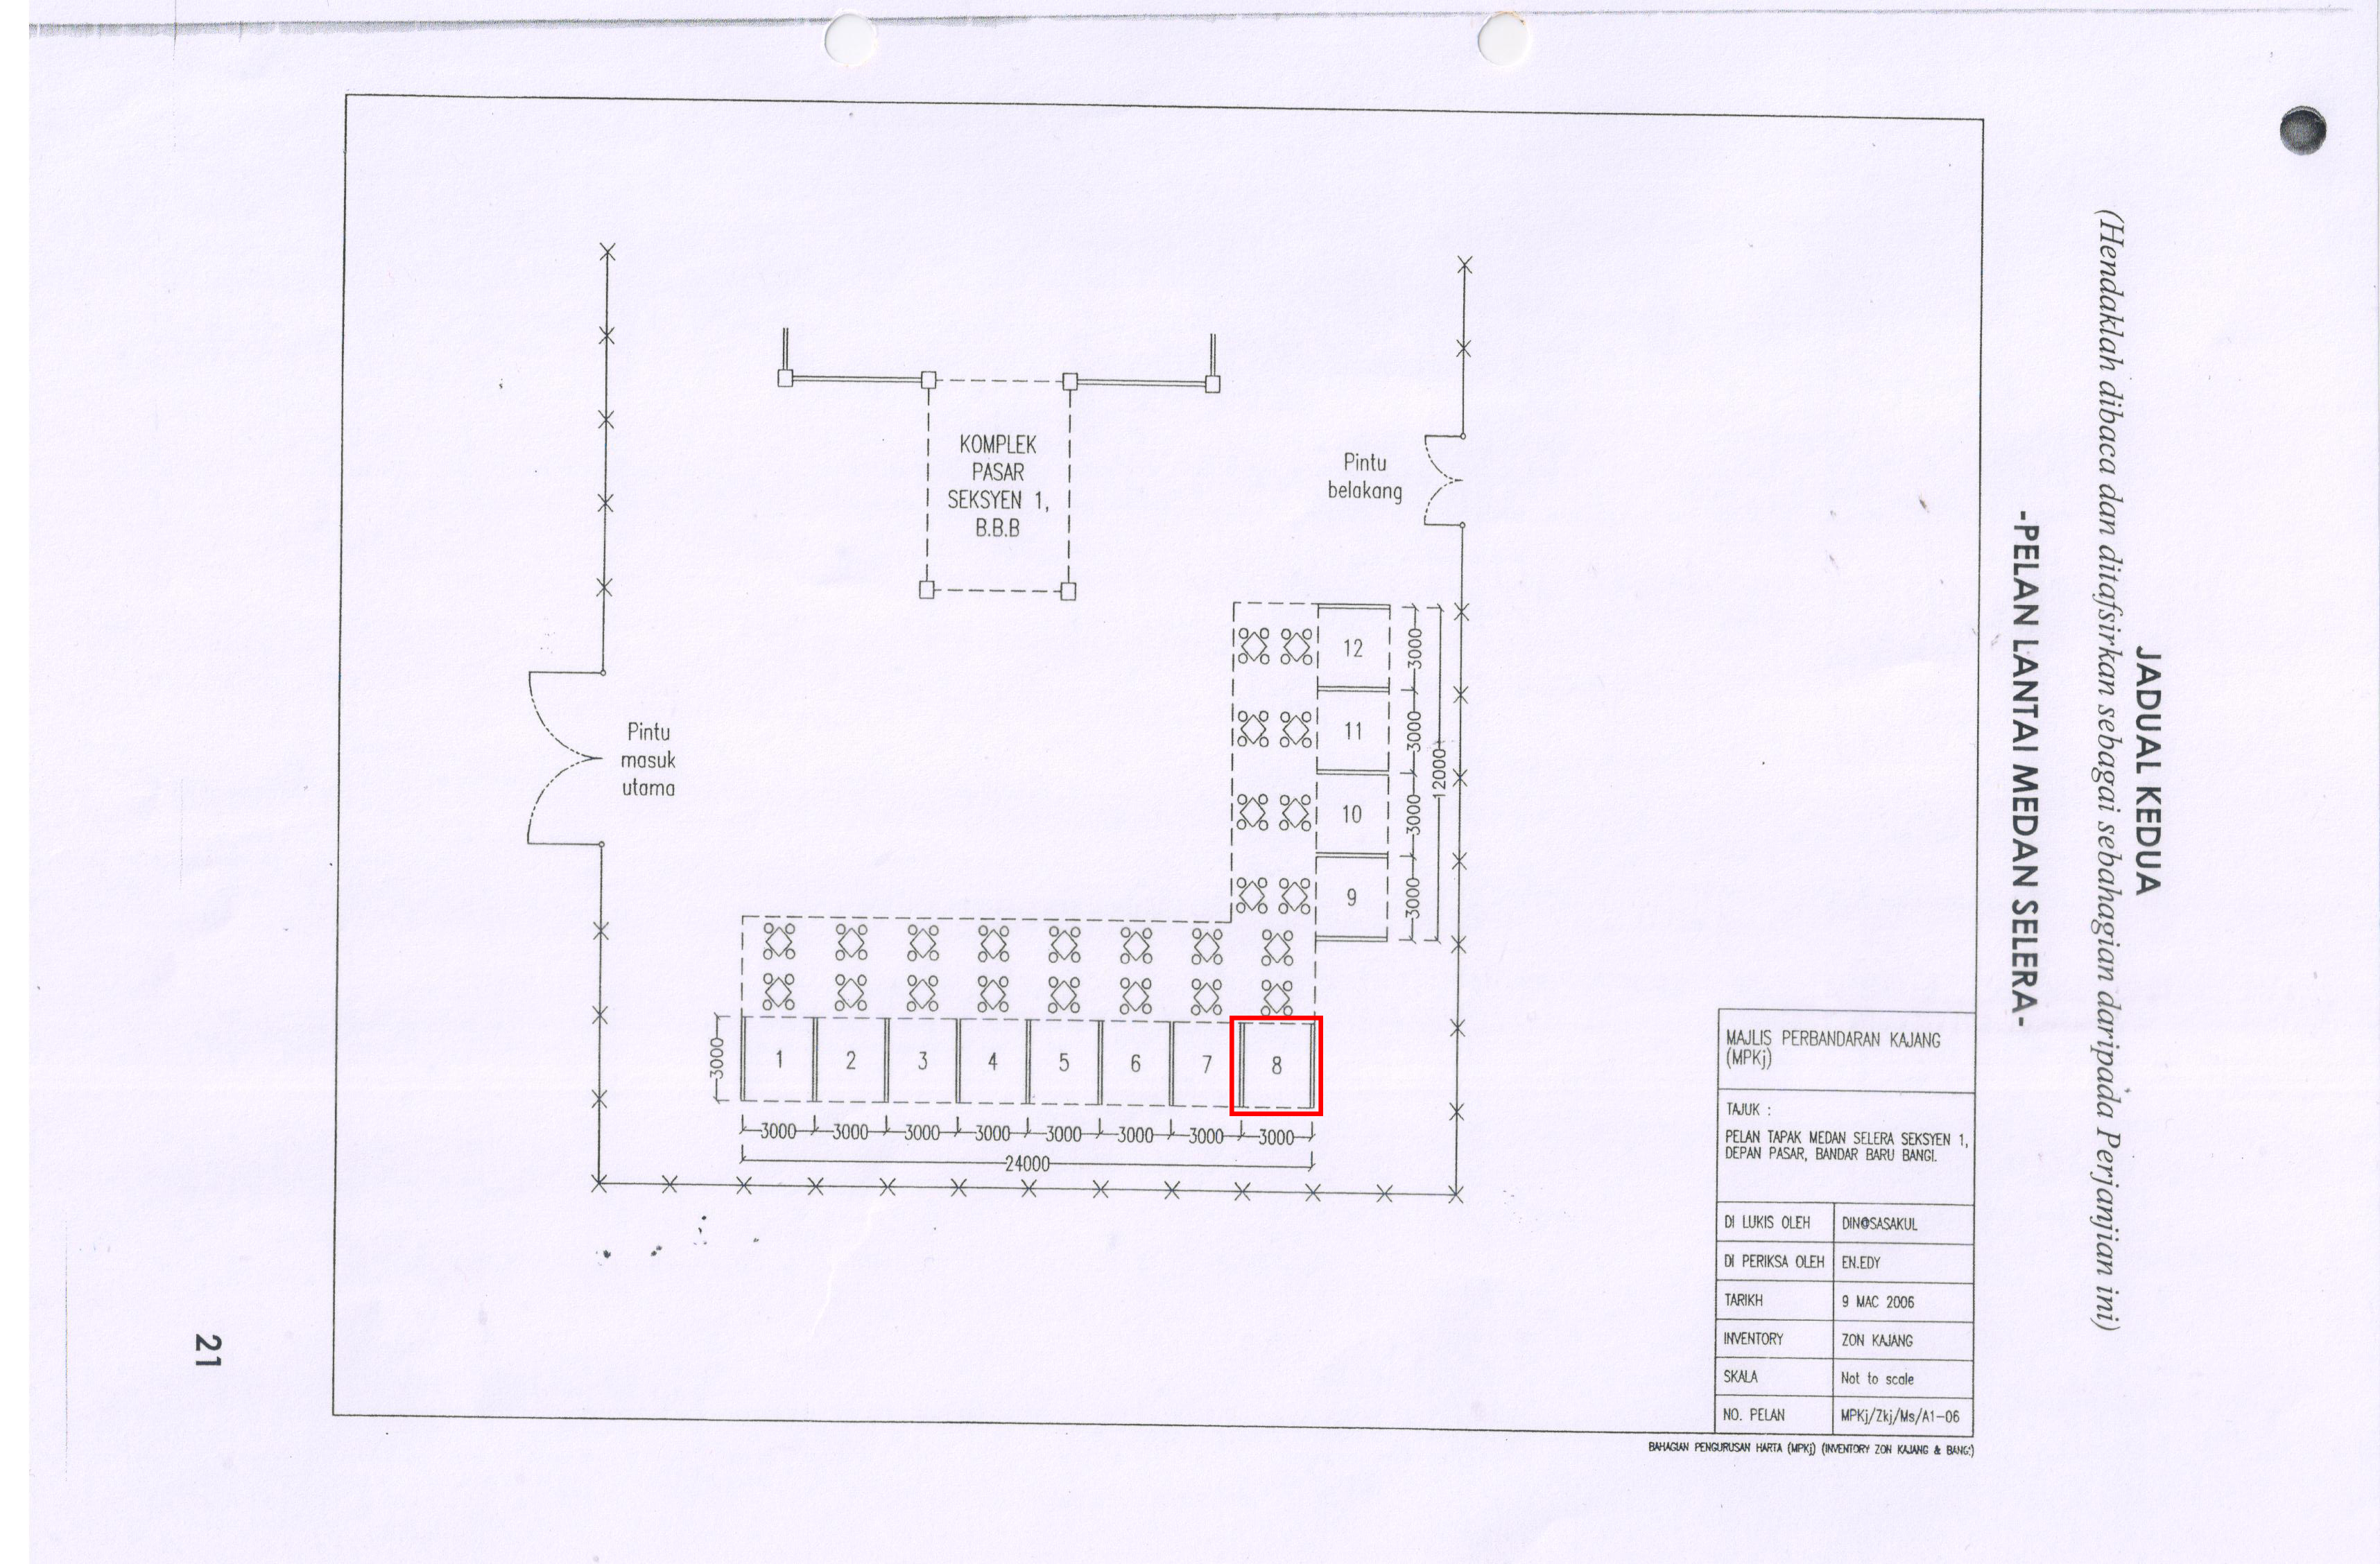 JADUAL KEDUA
(Hendaklah dibaca dan ditafsirkan sebagai sebahagian daripada Perjanjian ini)
-PELAN LANTAI MEDAN SELERA-
KOMPLEK
PASAR
SEKSYEN 1,
B.B.B
Pintu
belakang
Pintu
masuk
utama
12
11
10
9
3000
3000
3000
3000
12000
3000
1 2 3 4 5 6 7 8
3000 3000 3000 3000 3000 3000 3000 3000
24000
MAJLIS PERBANDARAN KAJANG
(MPKj)
TAJUK :
PELAN TAPAK MEDAN SELERA SEKSYEN 1,
DEPAN PASAR, BANDAR BARU BANGI.
DI LUKIS OLEH DIN@SASAKUL
DI PERIKSA OLEH EN.EDY
TARIKH 9 MAC 2006
INVENTORY ZON KAJANG
SKALA Not to scale
NO. PELAN MPKj/Zkj/Ms/A1-06
BAHAGIAN PENGURUSAN HARTA (MPKj) (INVENTORY ZON KAJANG &
21